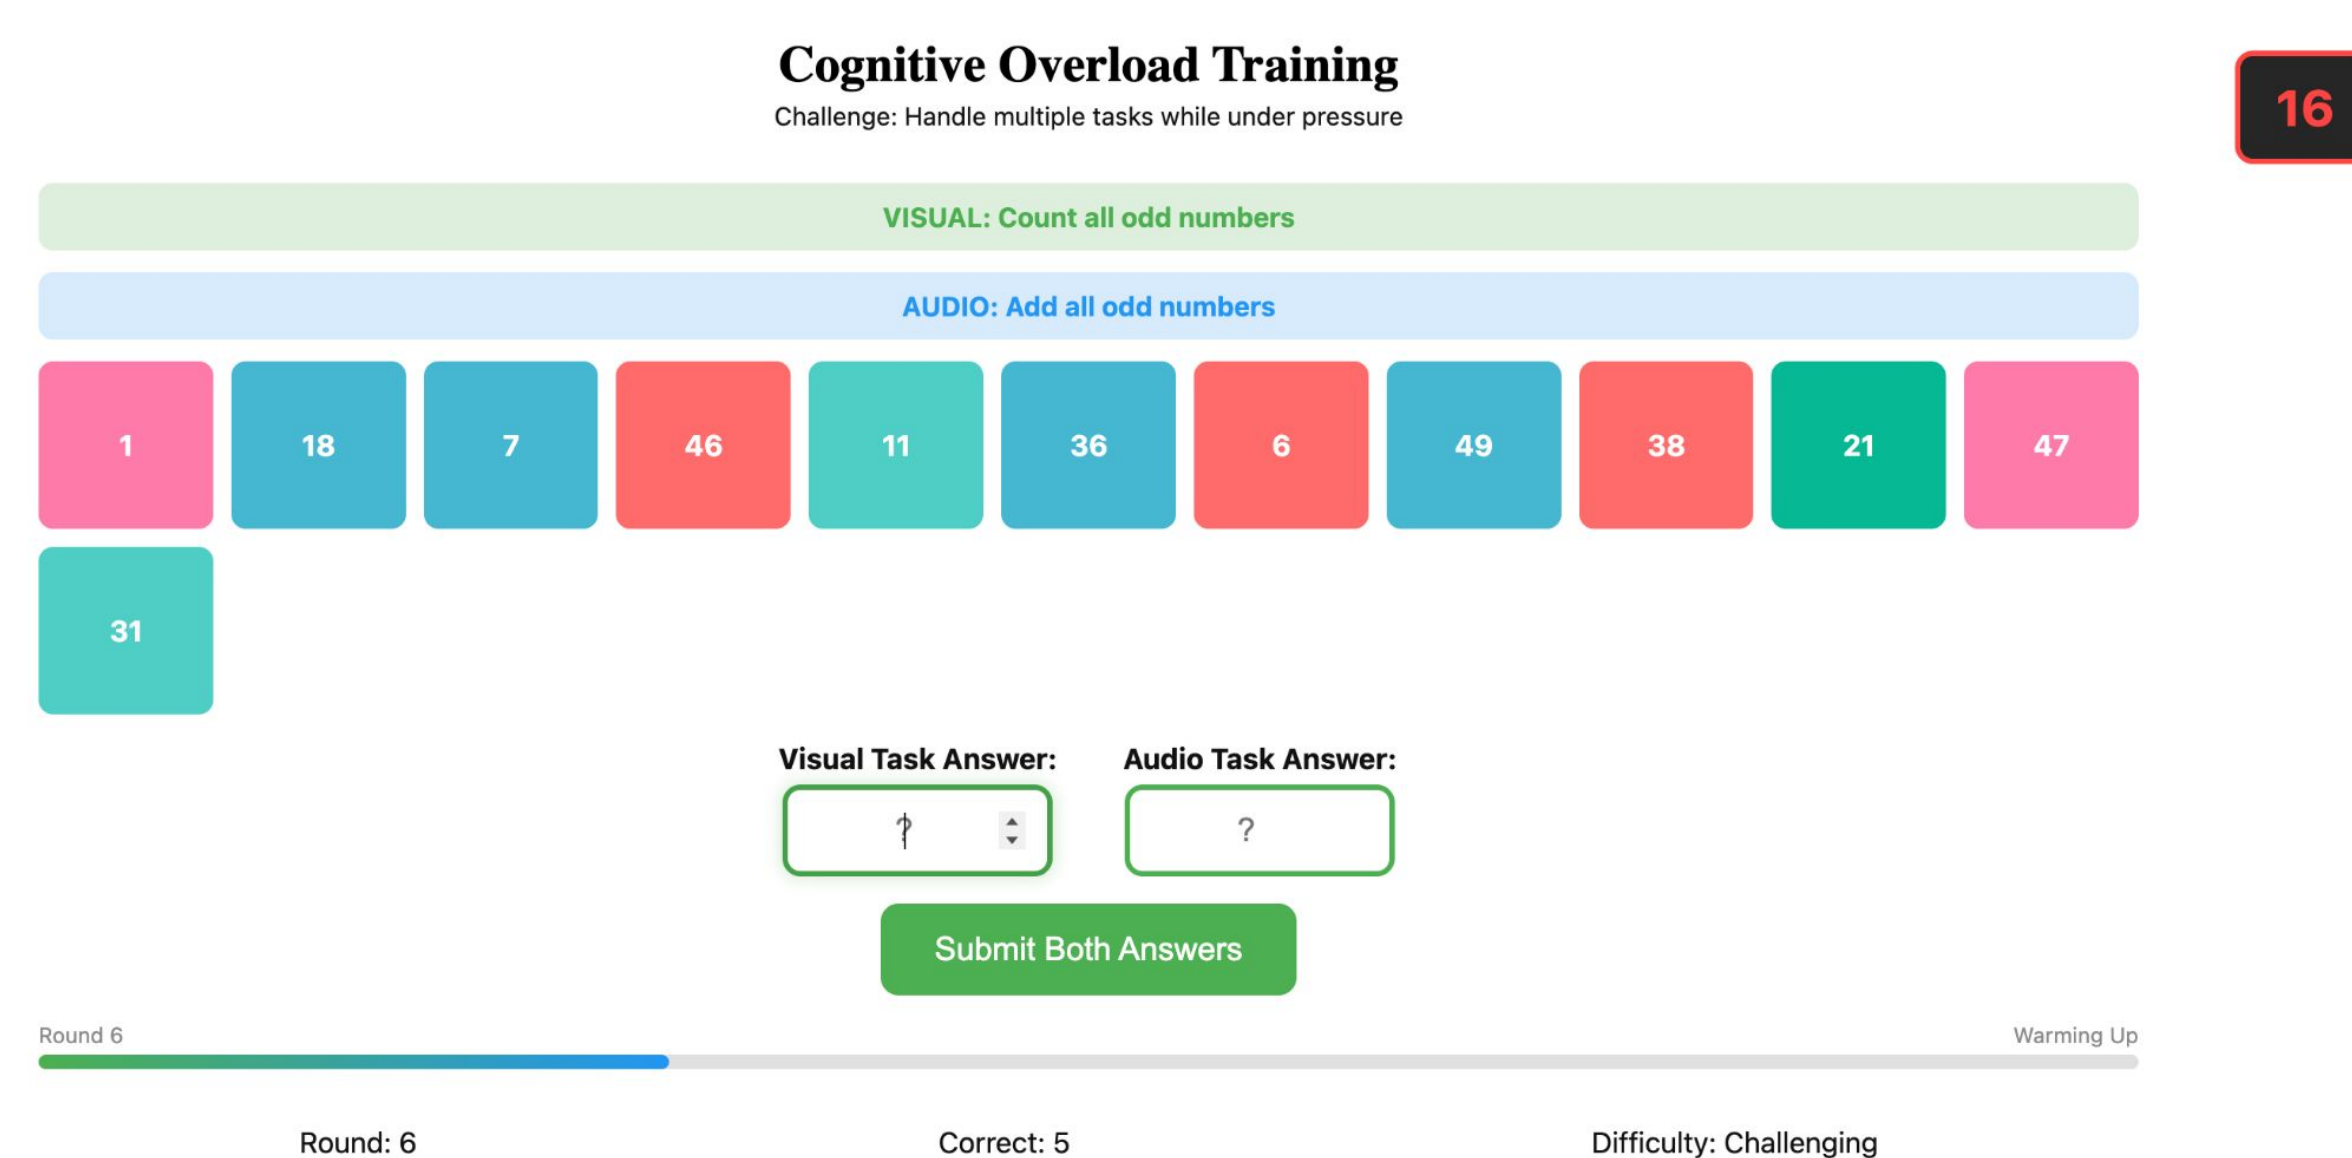 Cognitive Overload Training
Challenge: Handle multiple tasks while under pressure
16
VISUAL: Count all odd numbers
AUDIO: Add all odd numbers
1 18 7 46 11 36 6 49 38 21 47
31
Visual Task Answer: Audio Task Answer:
? ?
Submit Both Answers
Round 6 Warming Up
Round: 6 Correct: 5 Difficulty: Challenging